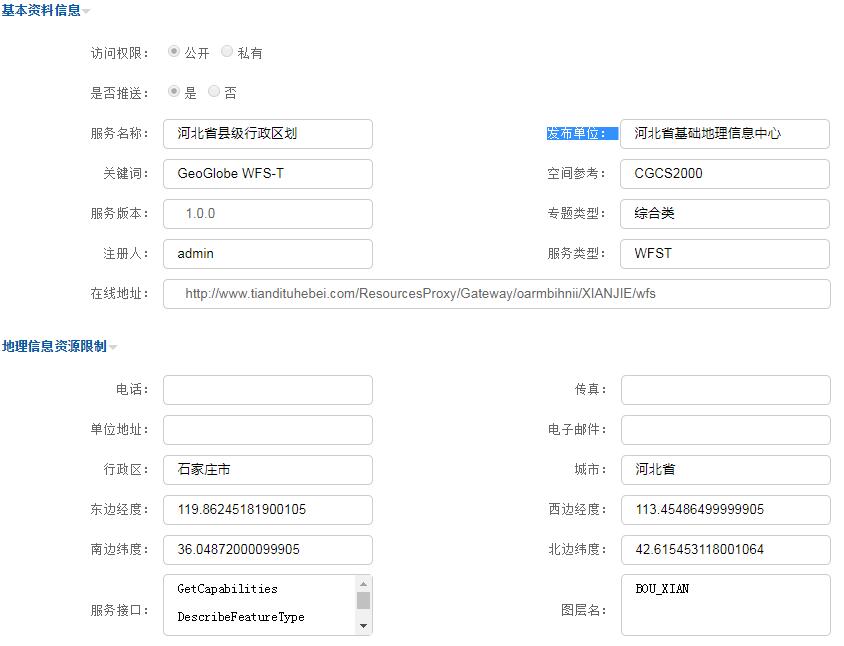 基本资料信息
访问权限： 公开 私有
是否推送： 是 否
服务名称： 河北省县级行政区划 发布单位： 河北省基础地理信息中心
关键词： GeoGlobe WFS-T 空间参考： CGCS2000
服务版本： 1.0.0 专题类型： 综合类
注册人： admin 服务类型： WFST
在线地址： http://www.tiandituhebei.com/ResourcesProxy/Gateway/oarmbihnii/XIANJIE/wfs
地理信息资源限制
电话： 传真：
单位地址： 电子邮件：
行政区： 石家庄市 城市： 河北省
东边经度： 119.86245181900105 西边经度： 113.45486499999905
南边纬度： 36.04872000099905 北边纬度： 42.615453118001064
服务接口： GetCapabilities 图层名： BOU_XIAN
DescribeFeatureType